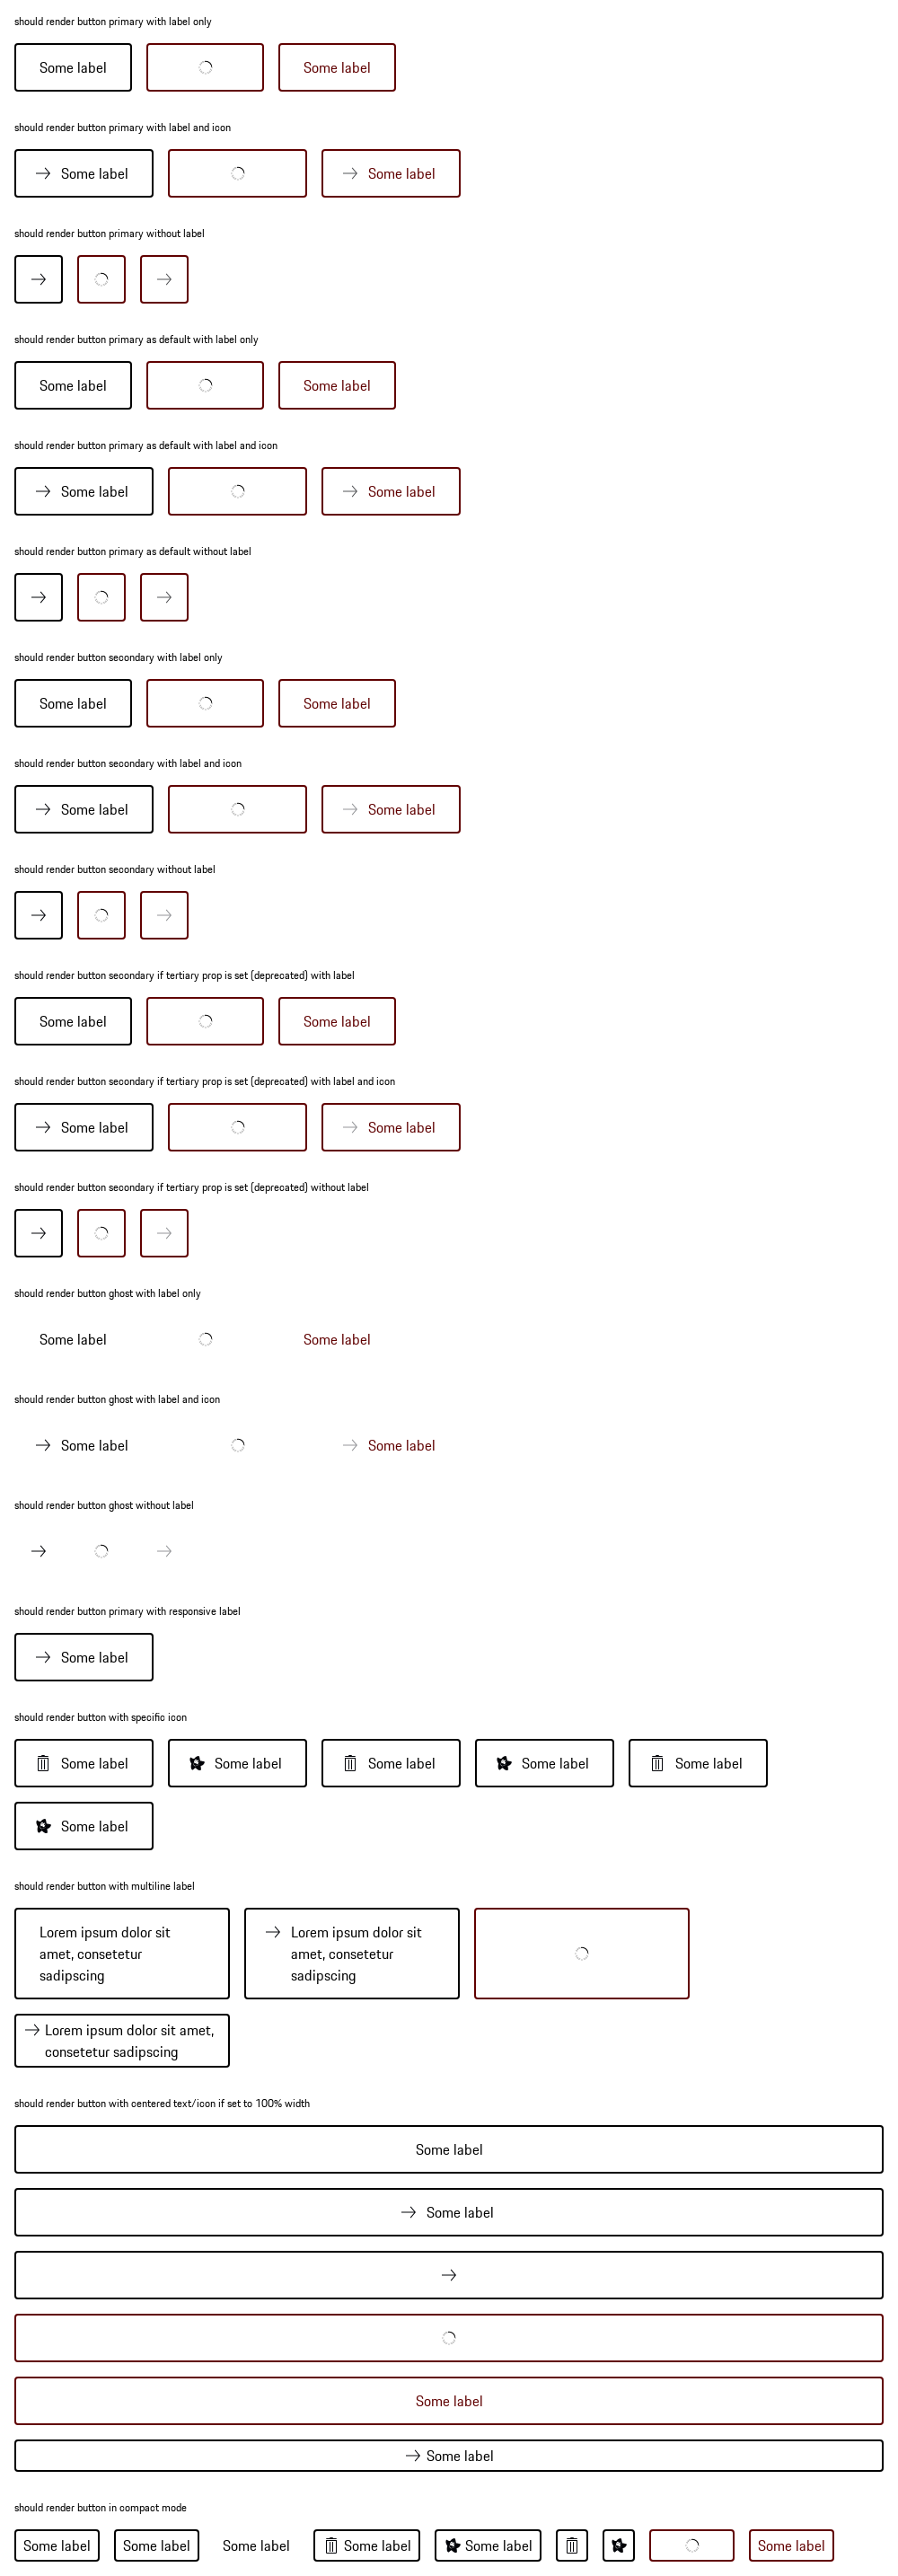 should render button primary with label only
Some label Some label
should render button primary with label and icon
Some label Some label
should render button primary without label
should render button primary as default with label only
Some label Some label
should render button primary as default with label and icon
Some label Some label
should render button primary as default without label
should render button secondary with label only
Some label Some label
should render button secondary with label and icon
Some label Some label
should render button secondary without label
should render button secondary if tertiary prop is set (deprecated) with label
Some label Some label
should render button secondary if tertiary prop is set (deprecated) with label and icon
Some label Some label
should render button secondary if tertiary prop is set (deprecated) without label
should render button ghost with label only
Some label Some label
should render button ghost with label and icon
Some label Some label
should render button ghost without label
should render button primary with responsive label
Some label
should render button with specific icon
Some label Some label Some label Some label Some label
Some label
should render button with multiline label
Lorem ipsum dolor sit
amet, consetetur
sadipscing
Lorem ipsum dolor sit
amet, consetetur
sadipscing
Lorem ipsum dolor sit amet,
consetetur sadipscing
should render button with centered text/icon if set to 100% width
Some label
Some label
Some label
Some label
should render button in compact mode
Some label Some label Some label Some label Some label Some label